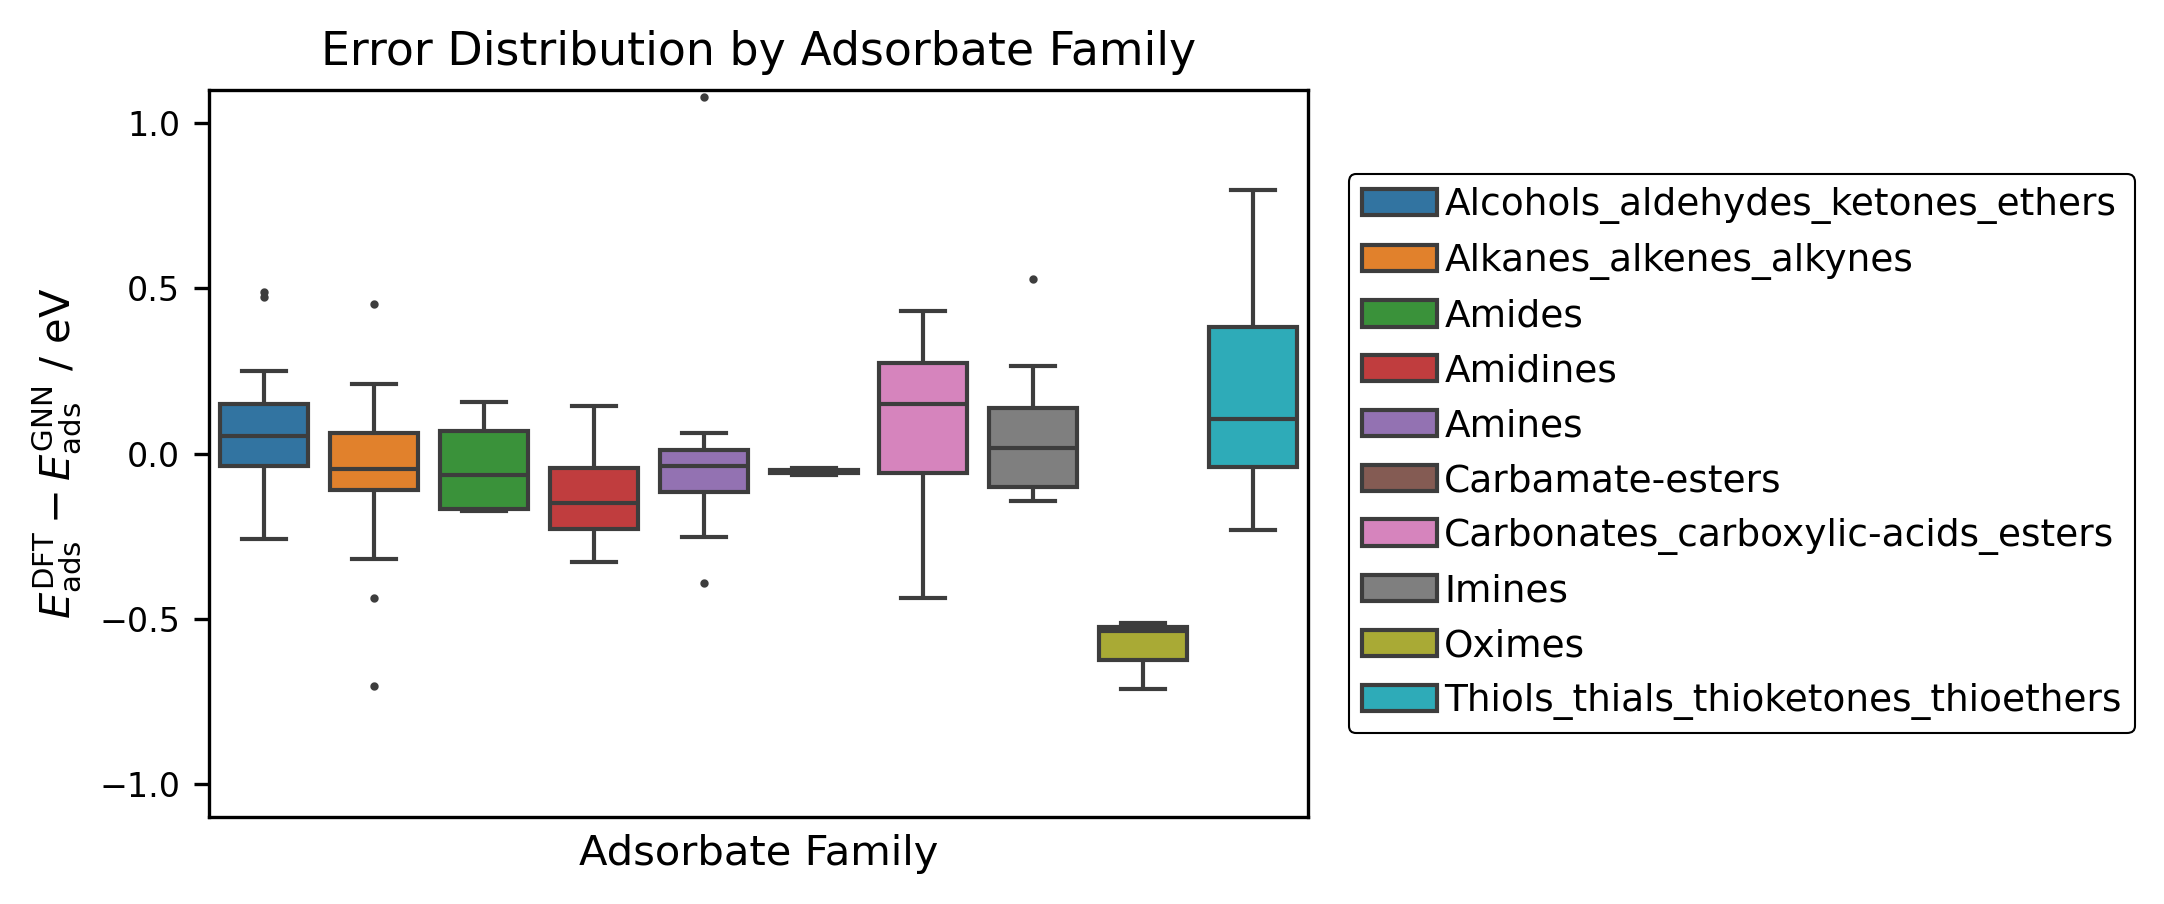 Error Distribution by Adsorbate Family
E_ads^DFT − E_ads^GNN / eV
1.0
0.5
0.0
−0.5
−1.0
Adsorbate Family
Alcohols_aldehydes_ketones_ethers
Alkanes_alkenes_alkynes
Amides
Amidines
Amines
Carbamate-esters
Carbonates_carboxylic-acids_esters
Imines
Oximes
Thiols_thials_thioketones_thioethers